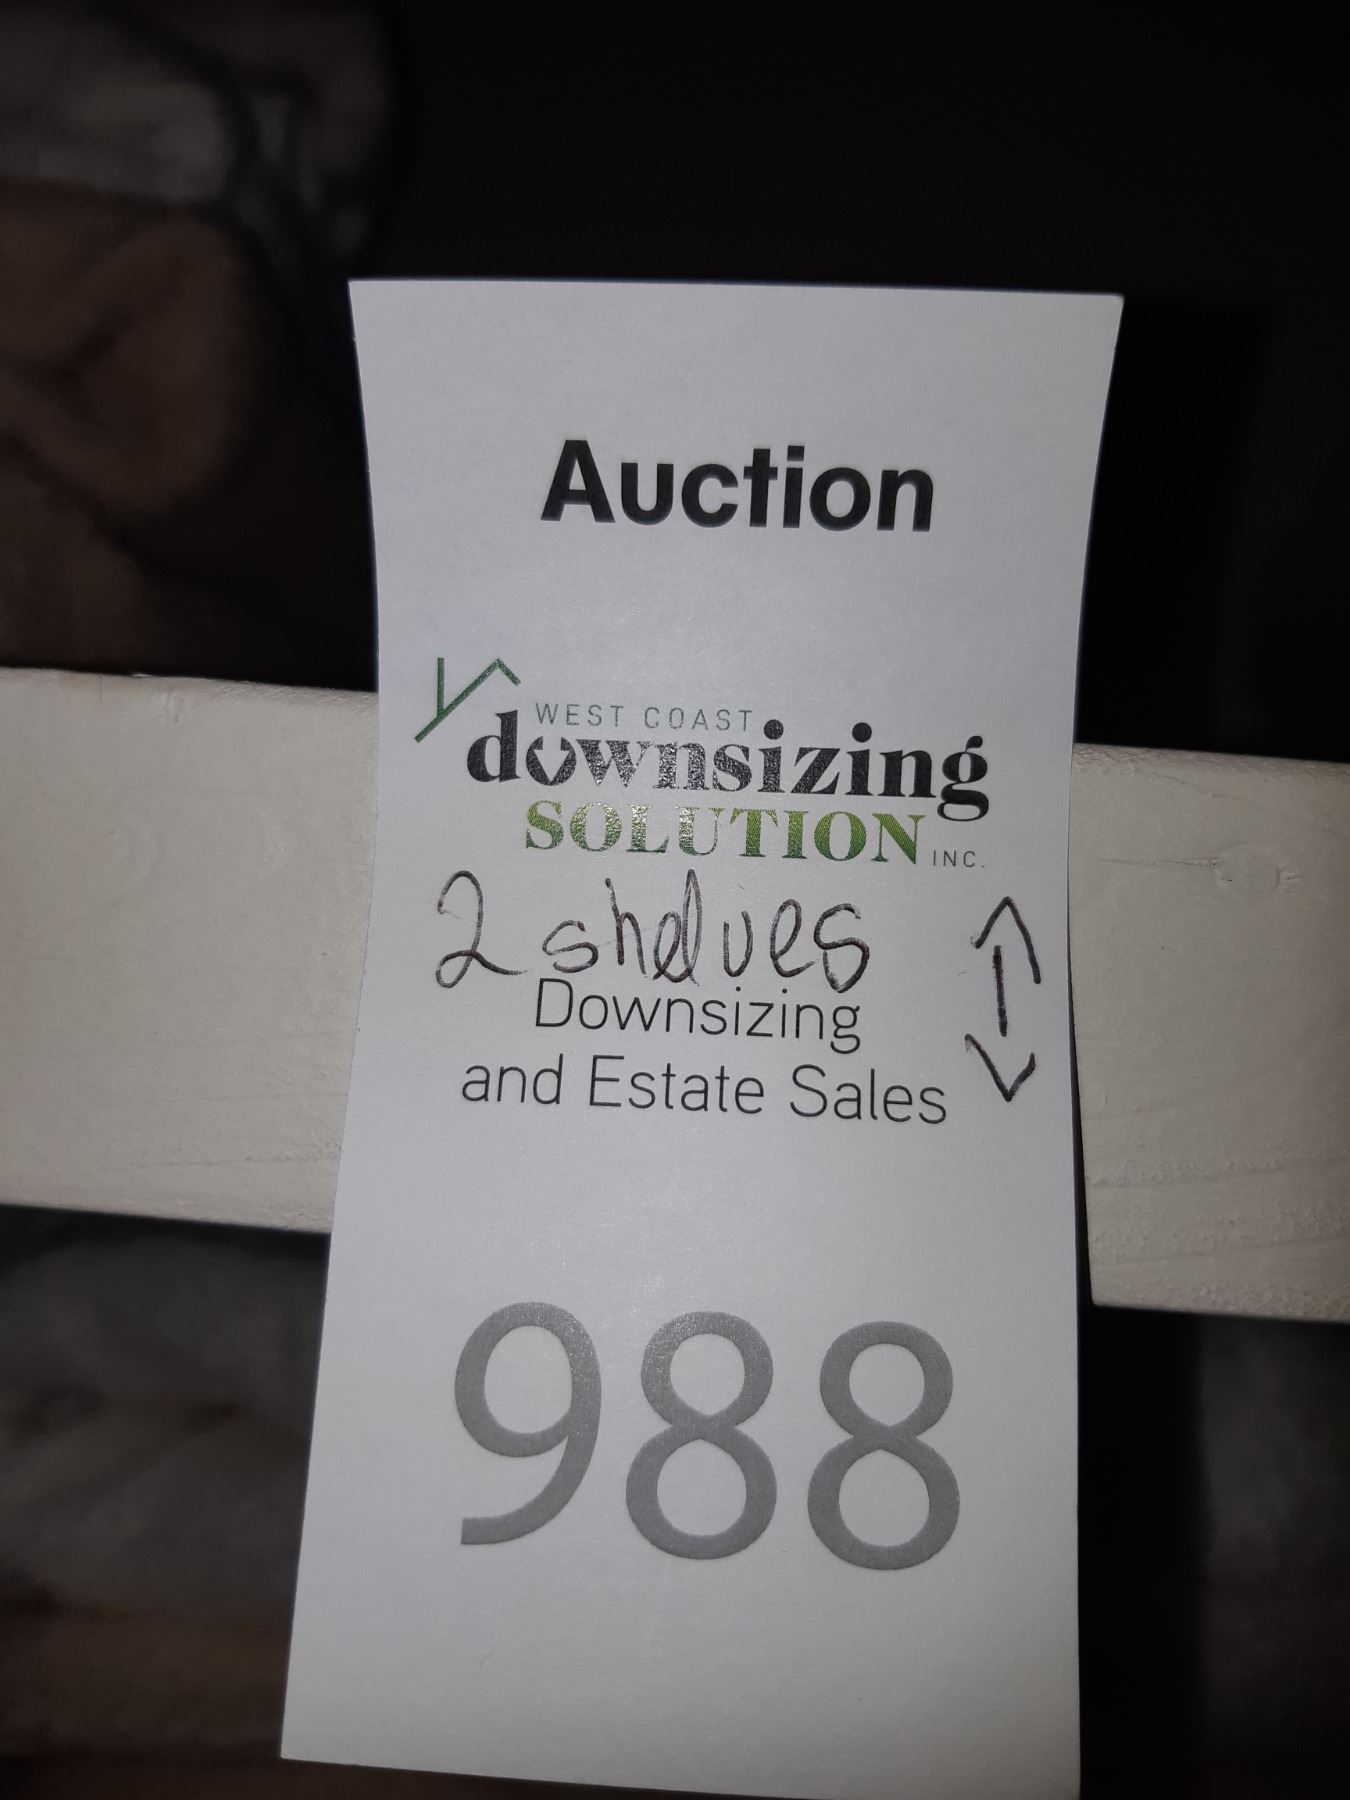 Auction
WEST COAST
downsizing
SOLUTION INC.
2 shelves
Downsizing
and Estate Sales
988